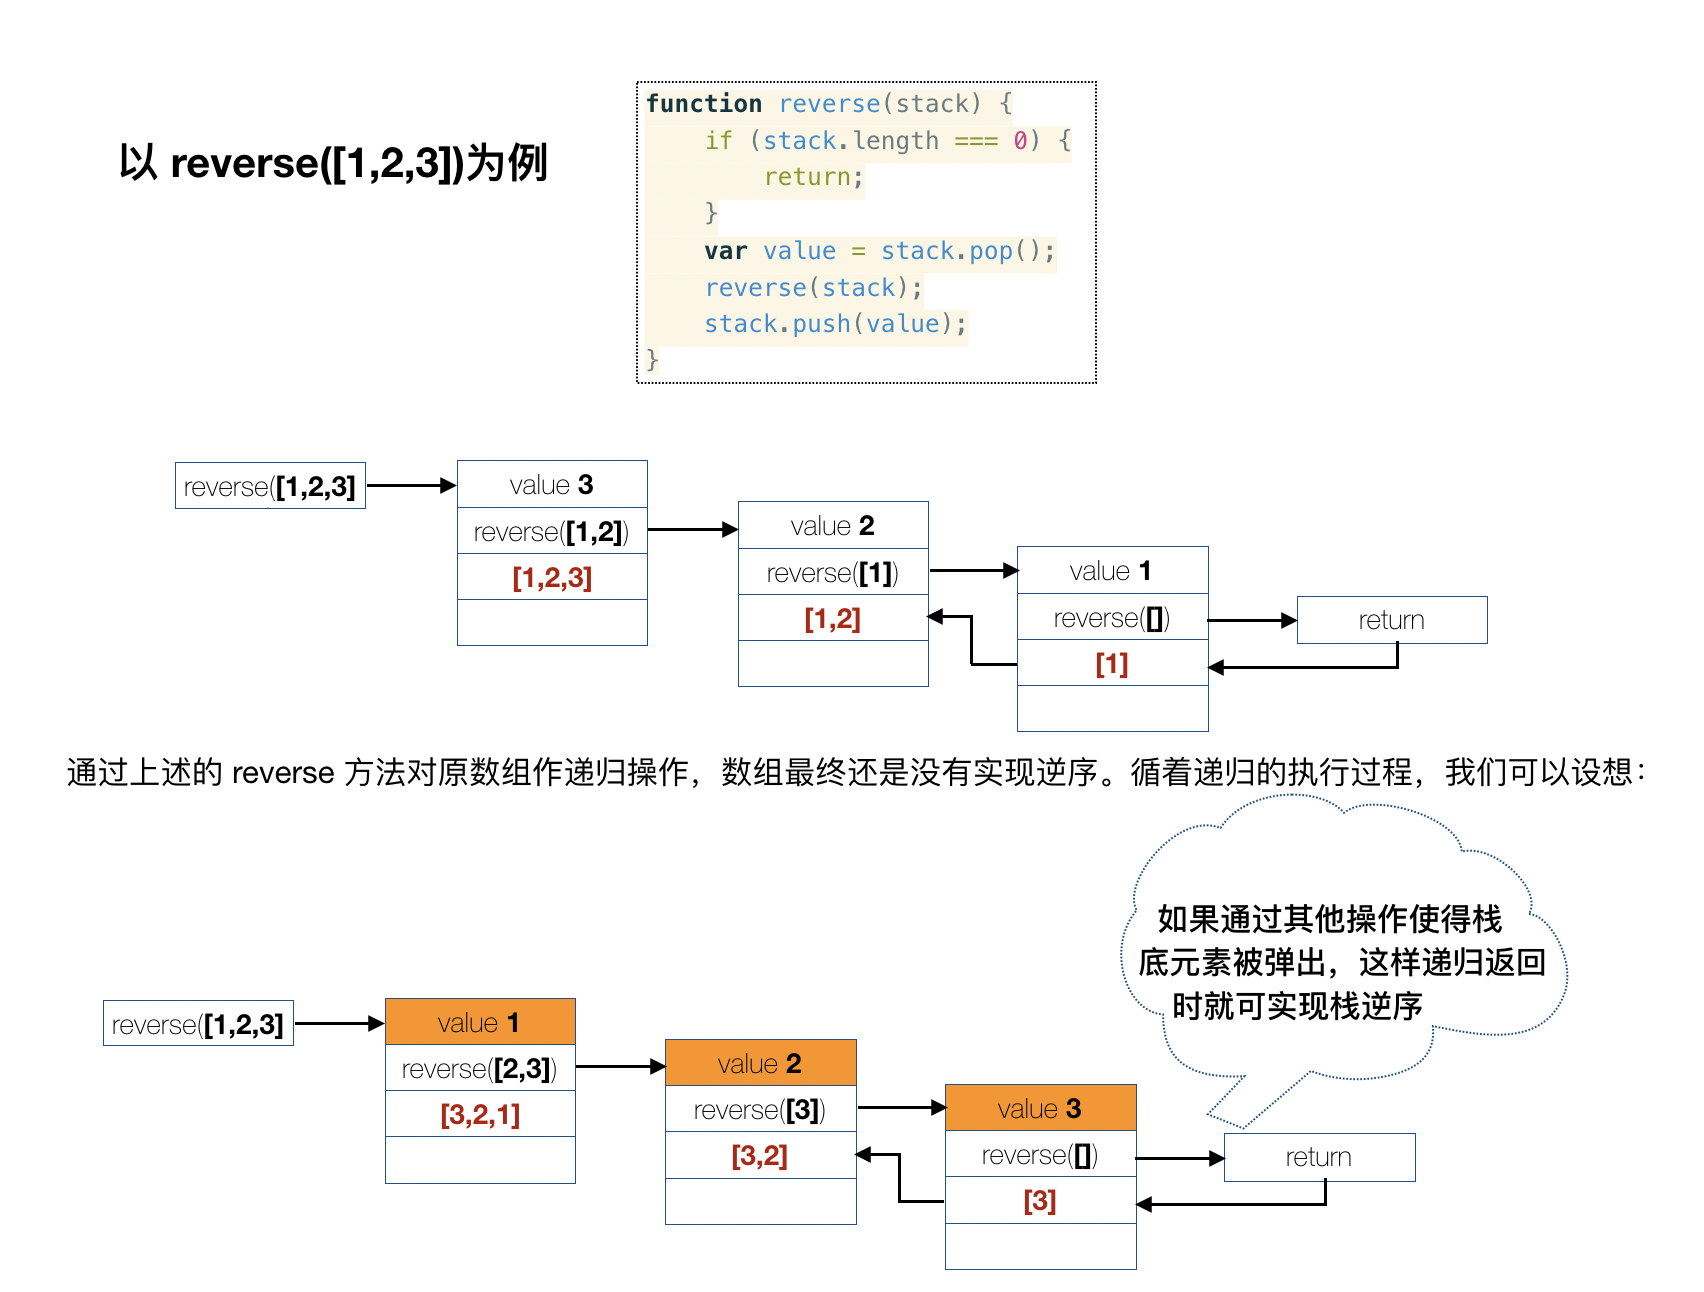 以 reverse([1,2,3])为例
function reverse(stack) {
    if (stack.length === 0) {
        return;
    }
    var value = stack.pop();
    reverse(stack);
    stack.push(value);
}
reverse([1,2,3]
value 3
reverse([1,2])
[1,2,3]
value 2
reverse([1])
[1,2]
value 1
reverse([])
[1]
return
通过上述的 reverse 方法对原数组作递归操作，数组最终还是没有实现逆序。循着递归的执行过程，我们可以设想：
如果通过其他操作使得栈
底元素被弹出，这样递归返回
时就可实现栈逆序
reverse([1,2,3]
value 1
reverse([2,3])
[3,2,1]
value 2
reverse([3])
[3,2]
value 3
reverse([])
[3]
return